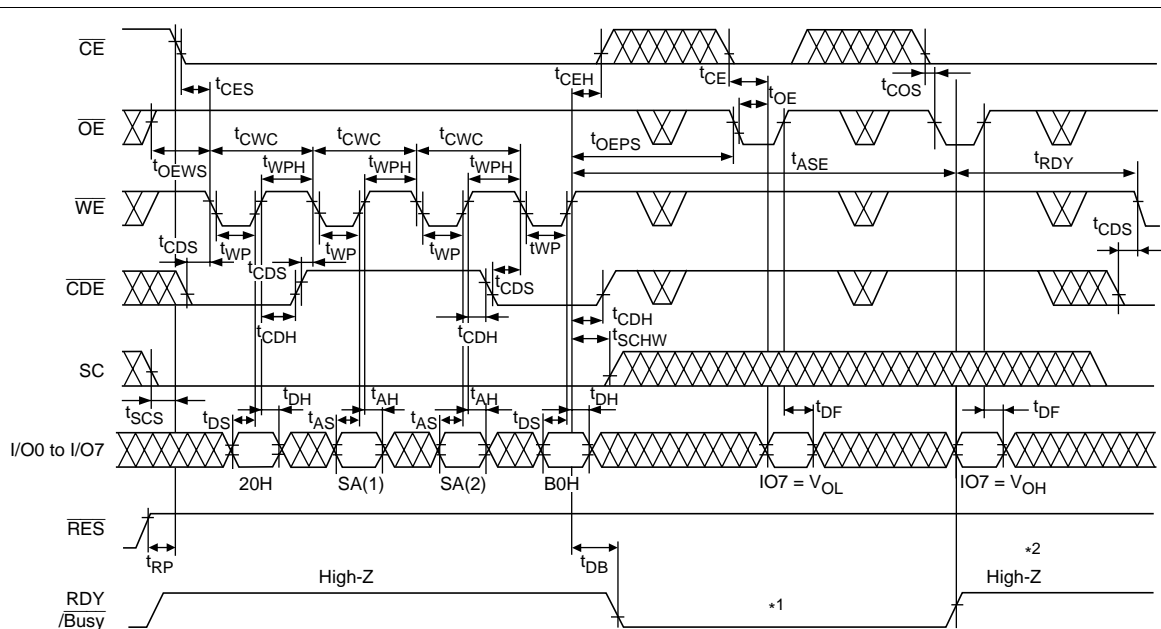 CE
tCES
tCEH
tCE
tOE
tCOS
OE
tCWC tCWC tCWC
tOEWS
tWPH tWPH tWPH
tOEPS
tASE
tRDY
WE
tCDS
tWP
tCDS
tWP
tWP
tWP
tCDS
tCDS
CDE
tCDH
tCDH
tCDH
tSCHW
SC
tSCS
tDS
tDH
tAS
tAH
tAS
tAH
tDS
tDH
tDF
tDF
I/O0 to I/O7
20H SA(1) SA(2) B0H IO7 = VOL IO7 = VOH
RES
tRP
tDB
*2
High-Z High-Z
RDY
/Busy
*1